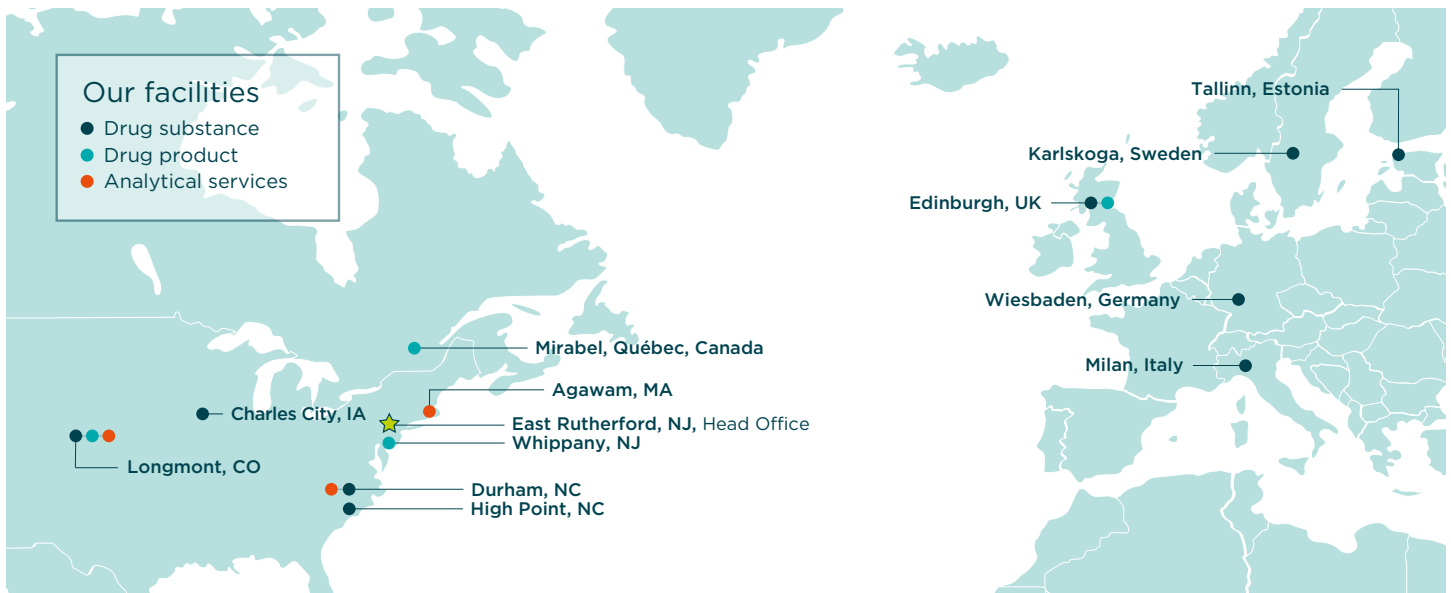 Our facilities
Drug substance
Drug product
Analytical services
Mirabel, Québec, Canada
Agawam, MA
Charles City, IA
East Rutherford, NJ, Head Office
Whippany, NJ
Longmont, CO
Durham, NC
High Point, NC
Tallinn, Estonia
Karlskoga, Sweden
Edinburgh, UK
Wiesbaden, Germany
Milan, Italy